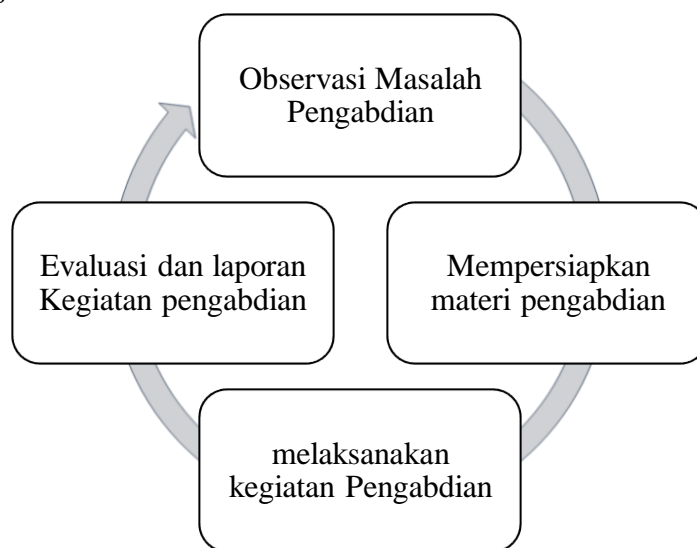 Observasi Masalah
Pengabdian
Mempersiapkan
materi pengabdian
melaksanakan
kegiatan Pengabdian
Evaluasi dan laporan
Kegiatan pengabdian